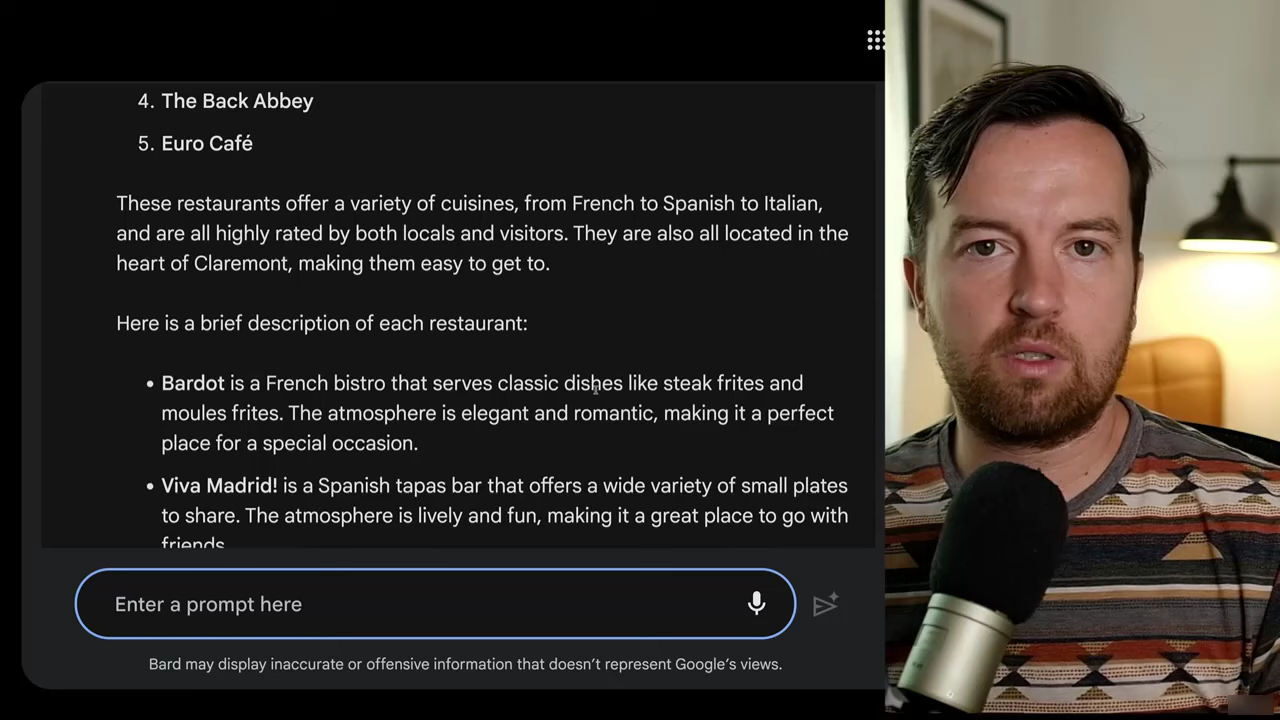 4. The Back Abbey
5. Euro Café
These restaurants offer a variety of cuisines, from French to Spanish to Italian,
and are all highly rated by both locals and visitors. They are also all located in the
heart of Claremont, making them easy to get to.
Here is a brief description of each restaurant:
• Bardot is a French bistro that serves classic dishes like steak frites and
moules frites. The atmosphere is elegant and romantic, making it a perfect
place for a special occasion.
• Viva Madrid! is a Spanish tapas bar that offers a wide variety of small plates
to share. The atmosphere is lively and fun, making it a great place to go with
friends.
Enter a prompt here
Bard may display inaccurate or offensive information that doesn't represent Google's views.